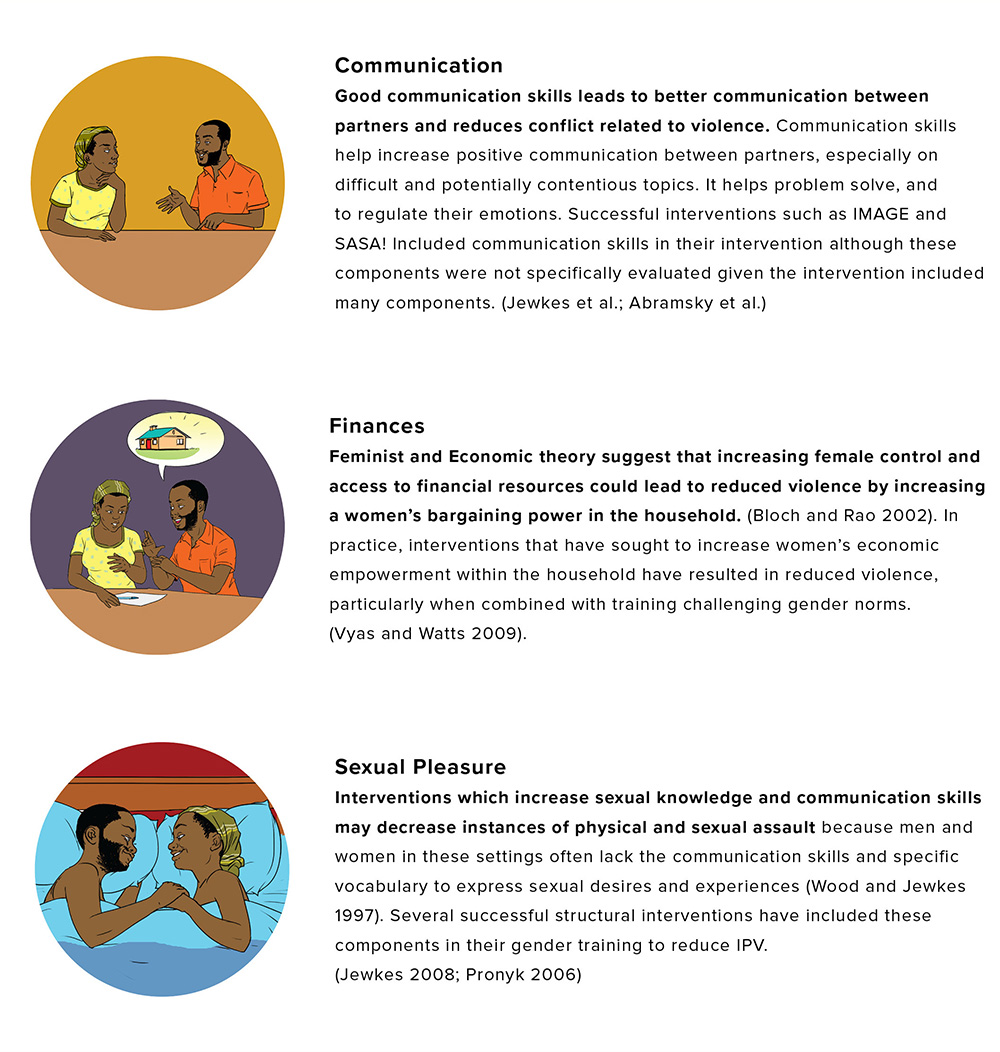 Communication
Good communication skills leads to better communication between
partners and reduces conflict related to violence. Communication skills
help increase positive communication between partners, especially on
difficult and potentially contentious topics. It helps problem solve, and
to regulate their emotions. Successful interventions such as IMAGE and
SASA! Included communication skills in their intervention although these
components were not specifically evaluated given the intervention included
many components. (Jewkes et al.; Abramsky et al.)
Finances
Feminist and Economic theory suggest that increasing female control and
access to financial resources could lead to reduced violence by increasing
a women’s bargaining power in the household. (Bloch and Rao 2002). In
practice, interventions that have sought to increase women’s economic
empowerment within the household have resulted in reduced violence,
particularly when combined with training challenging gender norms.
(Vyas and Watts 2009).
Sexual Pleasure
Interventions which increase sexual knowledge and communication skills
may decrease instances of physical and sexual assault because men and
women in these settings often lack the communication skills and specific
vocabulary to express sexual desires and experiences (Wood and Jewkes
1997). Several successful structural interventions have included these
components in their gender training to reduce IPV.
(Jewkes 2008; Pronyk 2006)